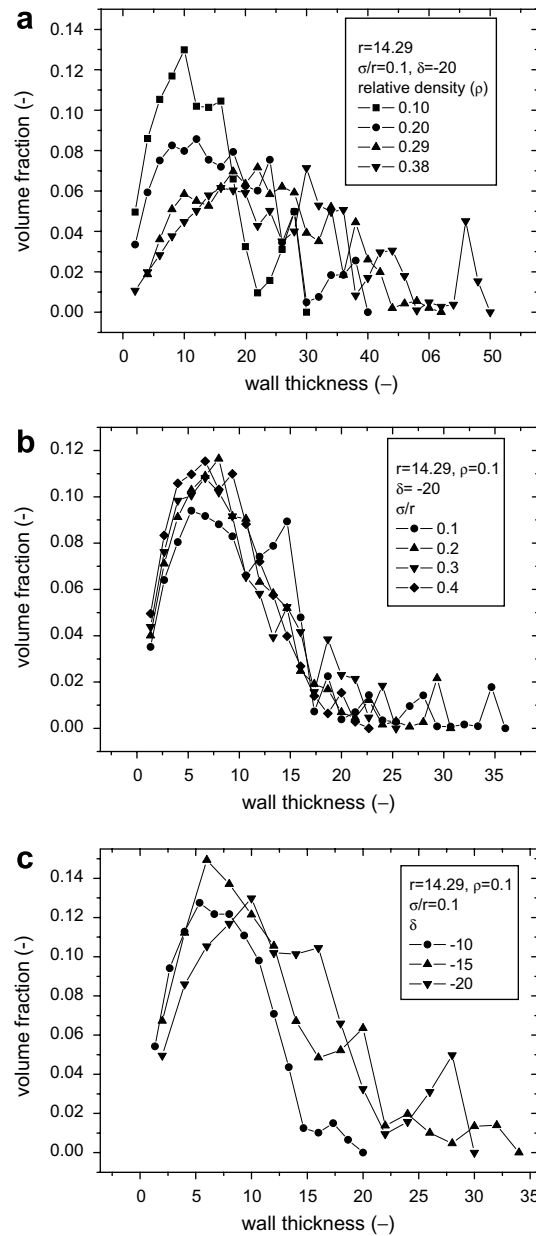 a
0.14
0.12
0.10
0.08
0.06
0.04
0.02
0.00
volume fraction (-)
r=14.29
σ/r=0.1, δ=-20
relative density (ρ)
0.10
0.20
0.29
0.38
0 10 20 30 40 06 50
wall thickness (–)
b
0.12
0.10
0.08
0.06
0.04
0.02
0.00
volume fraction (-)
r=14.29, ρ=0.1
δ= -20
σ/r
0.1
0.2
0.3
0.4
0 5 10 15 20 25 30 35
wall thickness (–)
c
0.14
0.12
0.10
0.08
0.06
0.04
0.02
0.00
volume fraction (-)
r=14.29, ρ=0.1
σ/r=0.1
δ
-10
-15
-20
0 5 10 15 20 25 30 35
wall thickness (–)